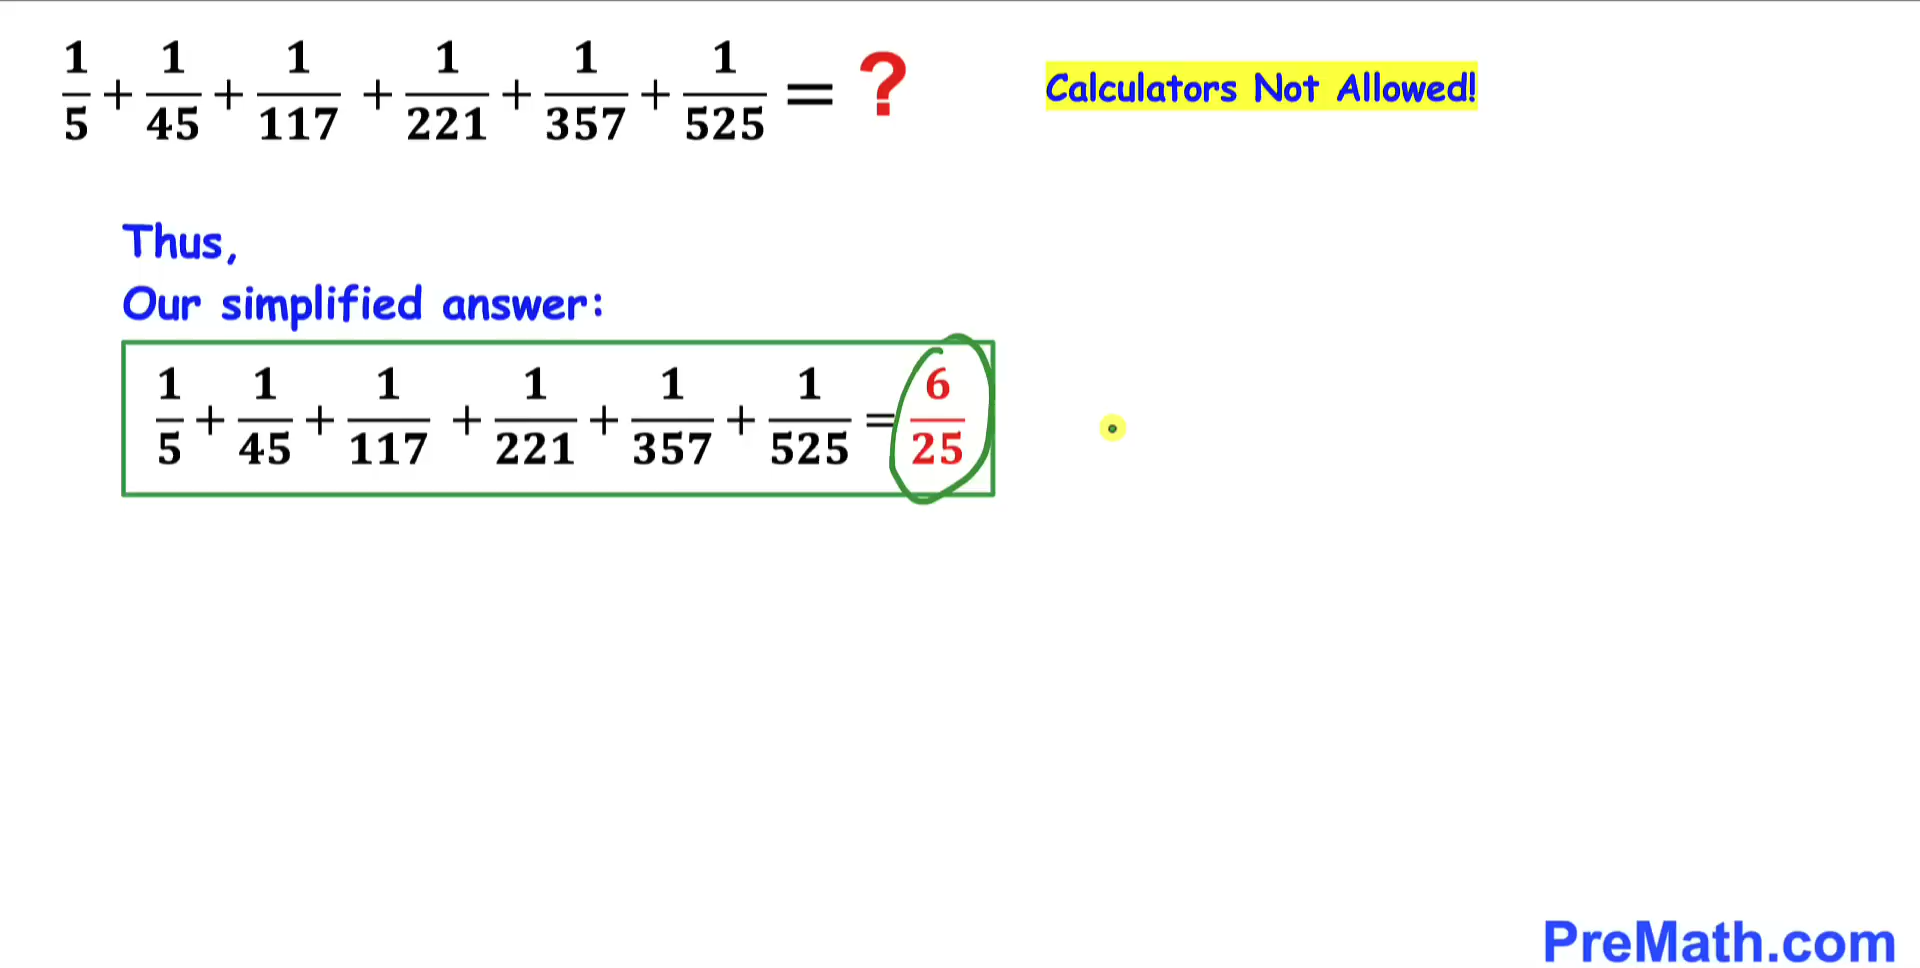 1/5 + 1/45 + 1/117 + 1/221 + 1/357 + 1/525 = ?
Calculators Not Allowed!
Thus,
Our simplified answer:
1/5 + 1/45 + 1/117 + 1/221 + 1/357 + 1/525 = 6/25
PreMath.com